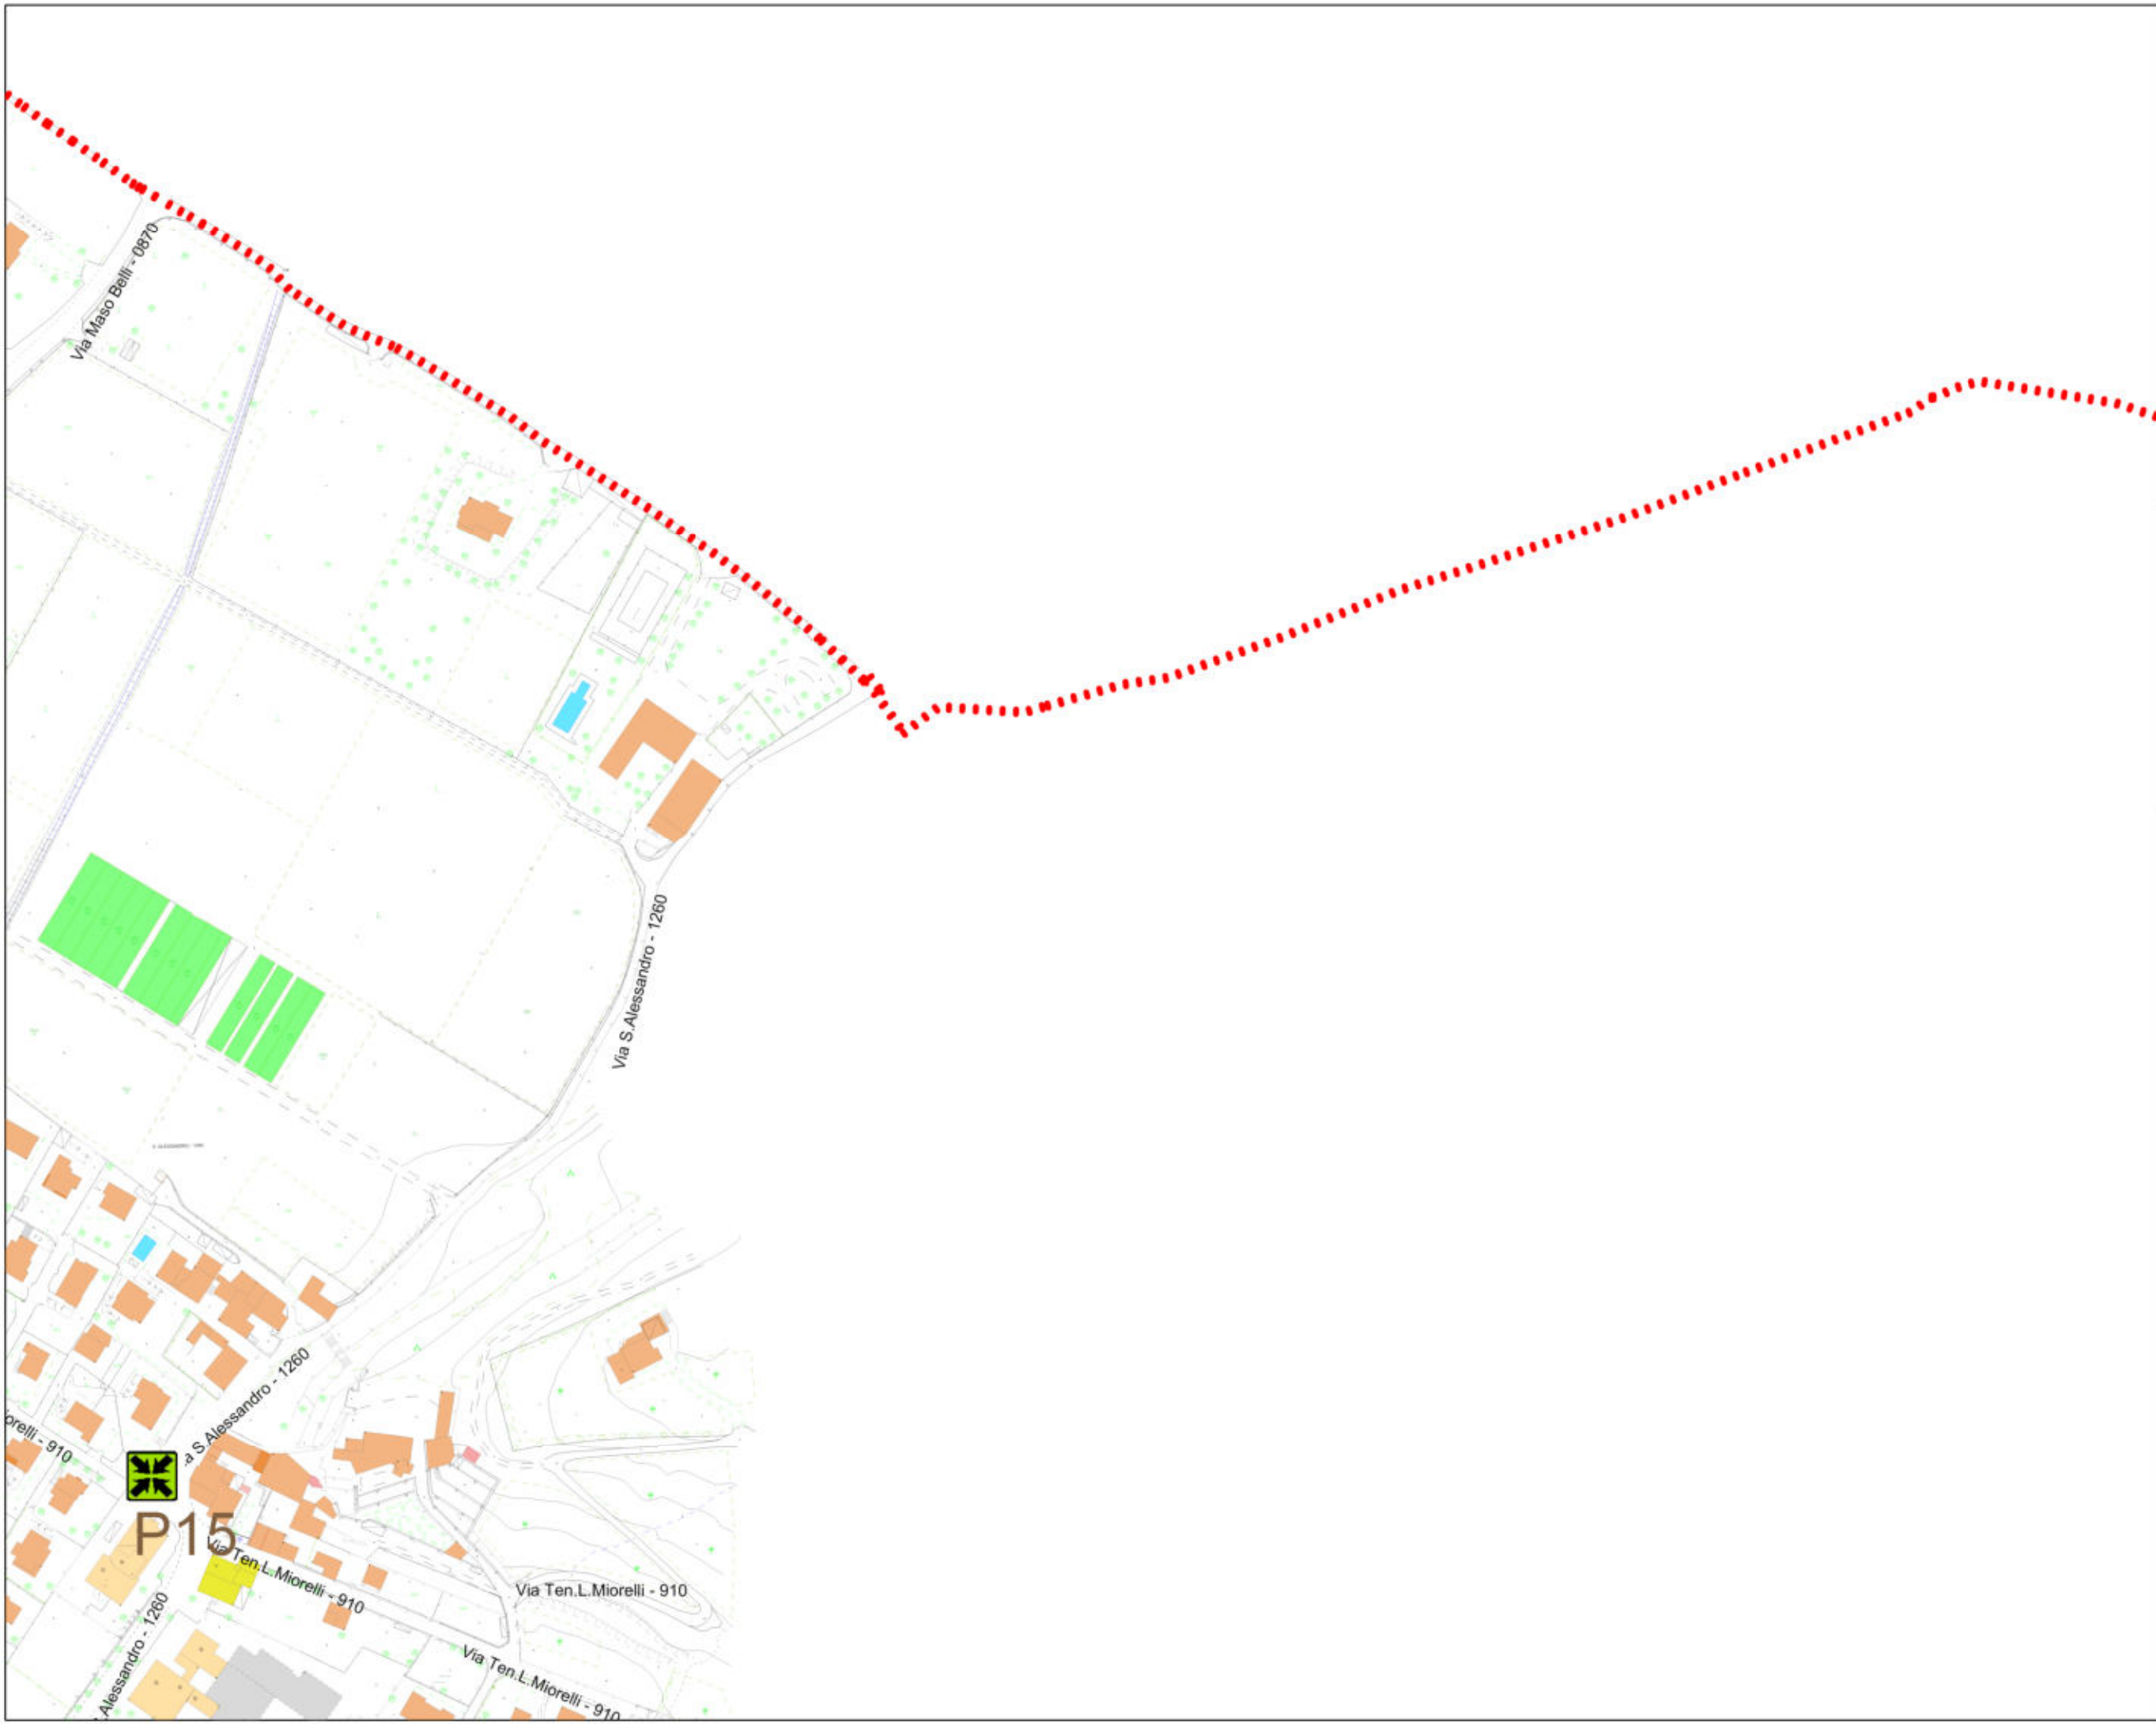 Via Maso Belli - 0870
Via S.Alessandro - 1260
a S.Alessandro - 1260
orelli - 910
P15
Via Ten.L.Miorelli - 910
Via Ten.L.Miorelli - 910
.Alessandro - 1260
Via Ten.L.Miorelli - 910